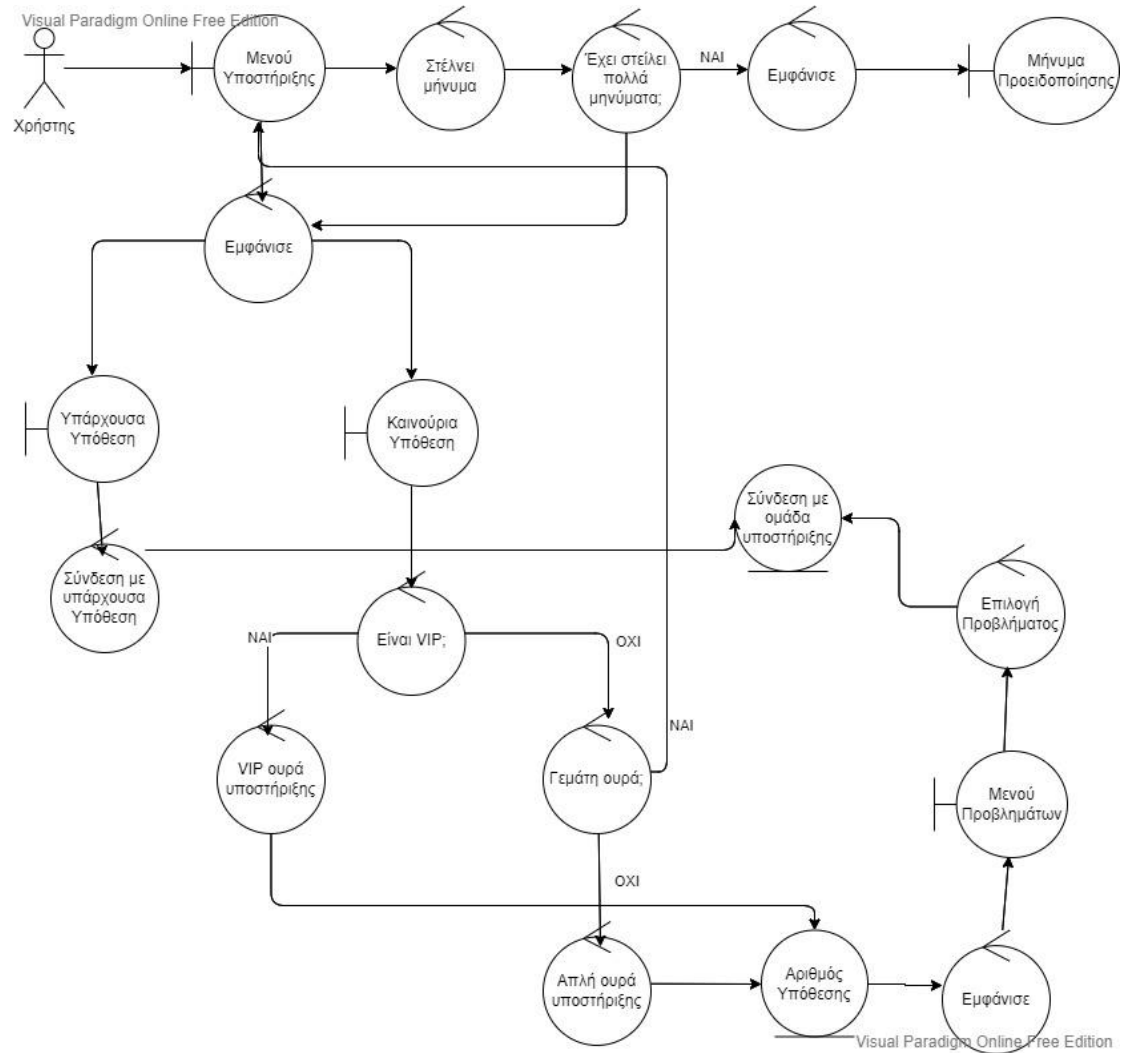 Visual Paradigm Online Free Edition
Χρήστης
Μενού
Υποστήριξης
Στέλνει
μήνυμα
Έχει στείλει
πολλά
μηνύματα;
ΝΑΙ
Εμφάνισε
Μήνυμα
Προειδοποίησης
Εμφάνισε
Υπάρχουσα
Υπόθεση
Καινούρια
Υπόθεση
Σύνδεση με
ομάδα
υποστήριξης
Σύνδεση με
υπάρχουσα
Υπόθεση
Επιλογή
Προβλήματος
ΝΑΙ
Είναι VIP;
ΟΧΙ
ΝΑΙ
VIP ουρά
υποστήριξης
Γεμάτη ουρά;
Μενού
Προβλημάτων
ΟΧΙ
Απλή ουρά
υποστήριξης
Αριθμός
Υπόθεσης
Εμφάνισε
Visual Paradigm Online Free Edition